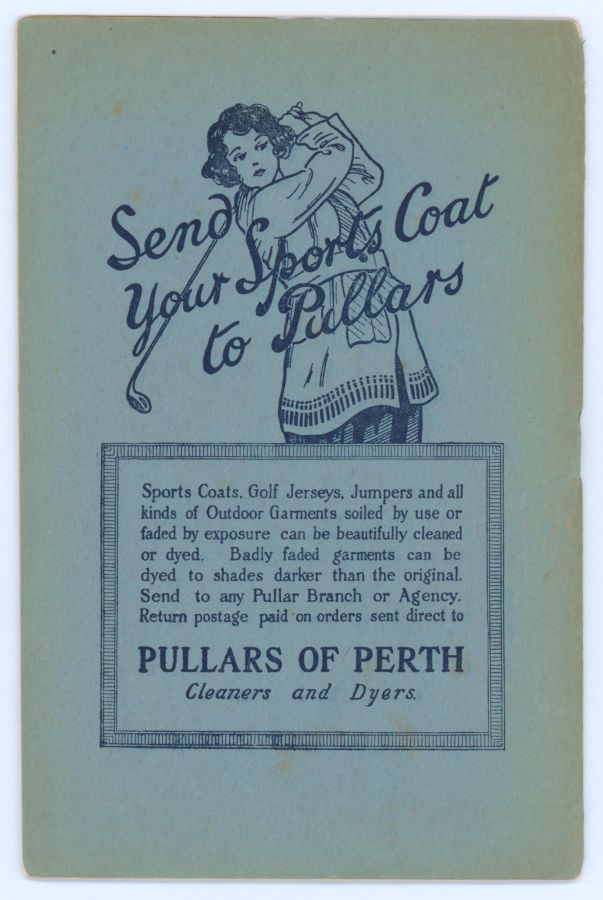 Send
Your Sports Coat
to Pullars
Sports Coats, Golf Jerseys, Jumpers and all
kinds of Outdoor Garments soiled by use or
faded by exposure can be beautifully cleaned
or dyed. Badly faded garments can be
dyed to shades darker than the original.
Send to any Pullar Branch or Agency.
Return postage paid on orders sent direct to
PULLARS OF PERTH
Cleaners and Dyers.